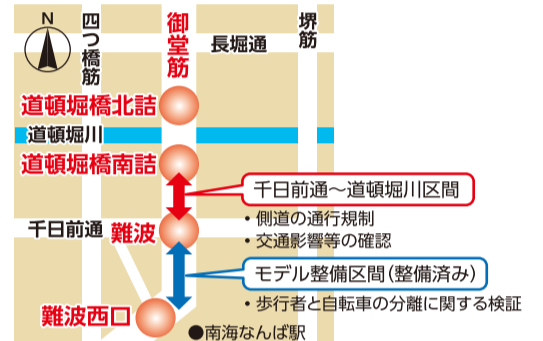 N
四つ橋筋
御堂筋
堺筋
長堀通
道頓堀橋北詰
道頓堀川
道頓堀橋南詰
千日前通～道頓堀川区間
・側道の通行規制
・交通影響等の確認
千日前通
難波
モデル整備区間（整備済み）
・歩行者と自転車の分離に関する検証
難波西口
●南海なんば駅